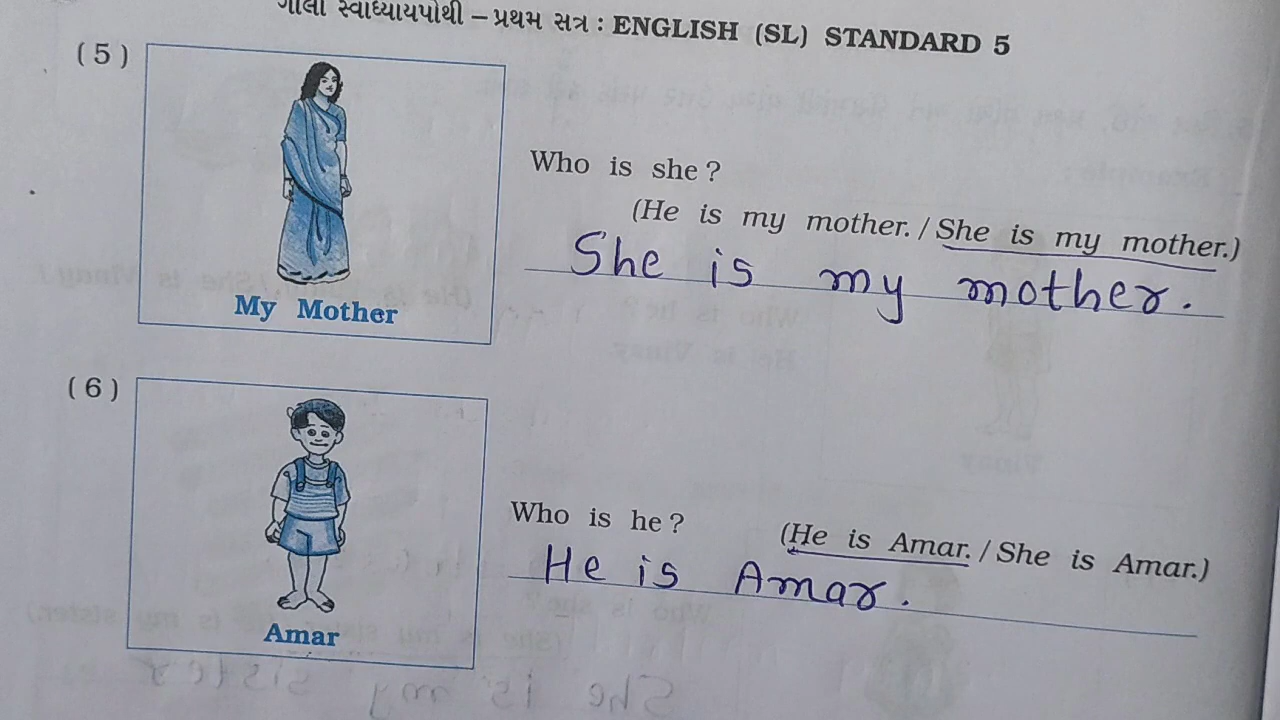 ગાલા સ્વાધ્યાયપોથી – પ્રથમ સત્ર : ENGLISH (SL) STANDARD 5
(5)
Who is she?
(He is my mother. / She is my mother.)
She is my mother.
My Mother
(6)
Who is he?
(He is Amar. / She is Amar.)
He is Amar.
Amar